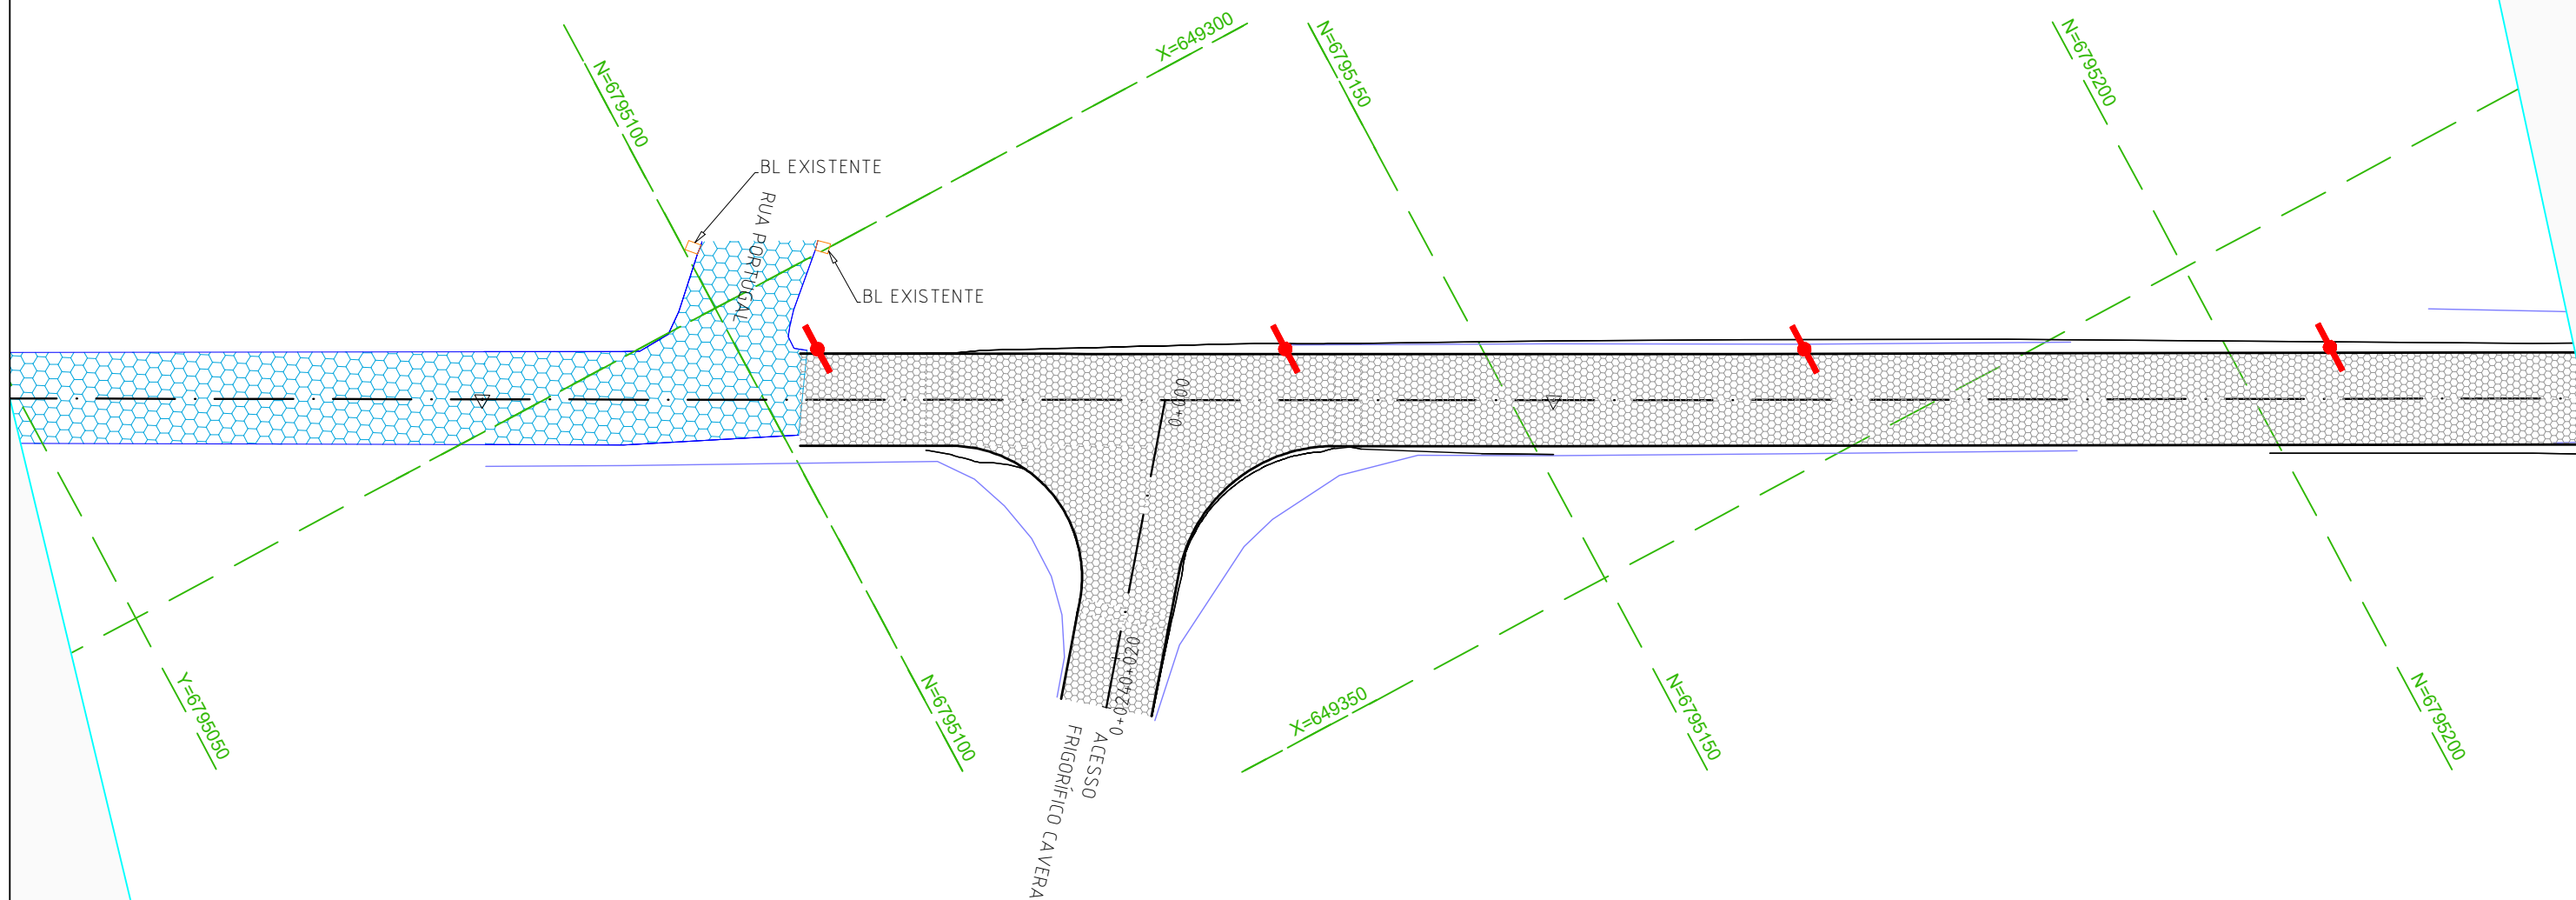 X=649300
N=6795150
N=6795200
N=6795100
BL EXISTENTE
RUA PORTUGAL
BL EXISTENTE
0+000
0+0240+020
Y=6795050
N=6795100
X=649350
N=6795150
N=6795200
ACESSO
FRIGORÍFICO CAVERA